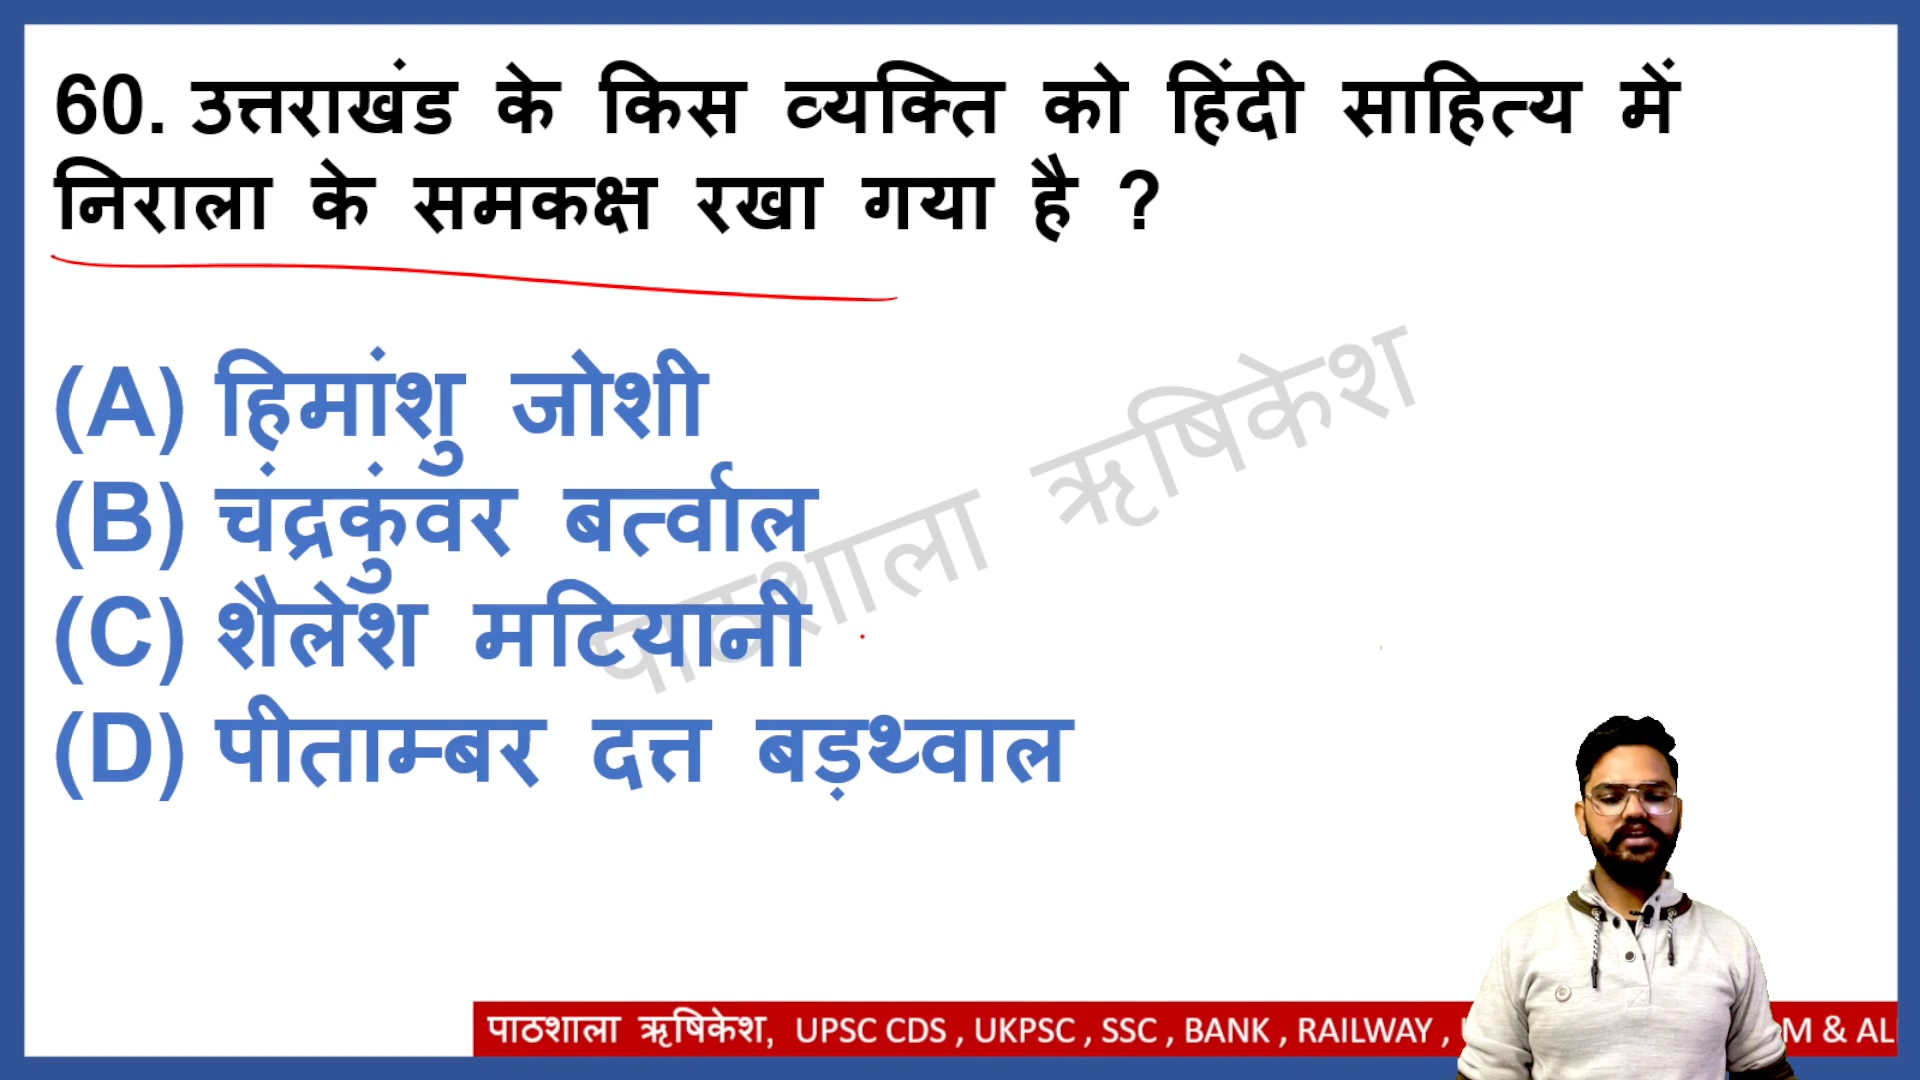 60. उत्तराखंड के किस व्यक्ति को हिंदी साहित्य में
निराला के समकक्ष रखा गया है ?
(A) हिमांशु जोशी
(B) चंद्रकुंवर बर्त्वाल
(C) शैलेश मटियानी
(D) पीताम्बर दत्त बड़थ्वाल
पाठशाला ऋषिकेश
पाठशाला ऋषिकेश, UPSC CDS , UKPSC , SSC , BANK , RAILWAY ,